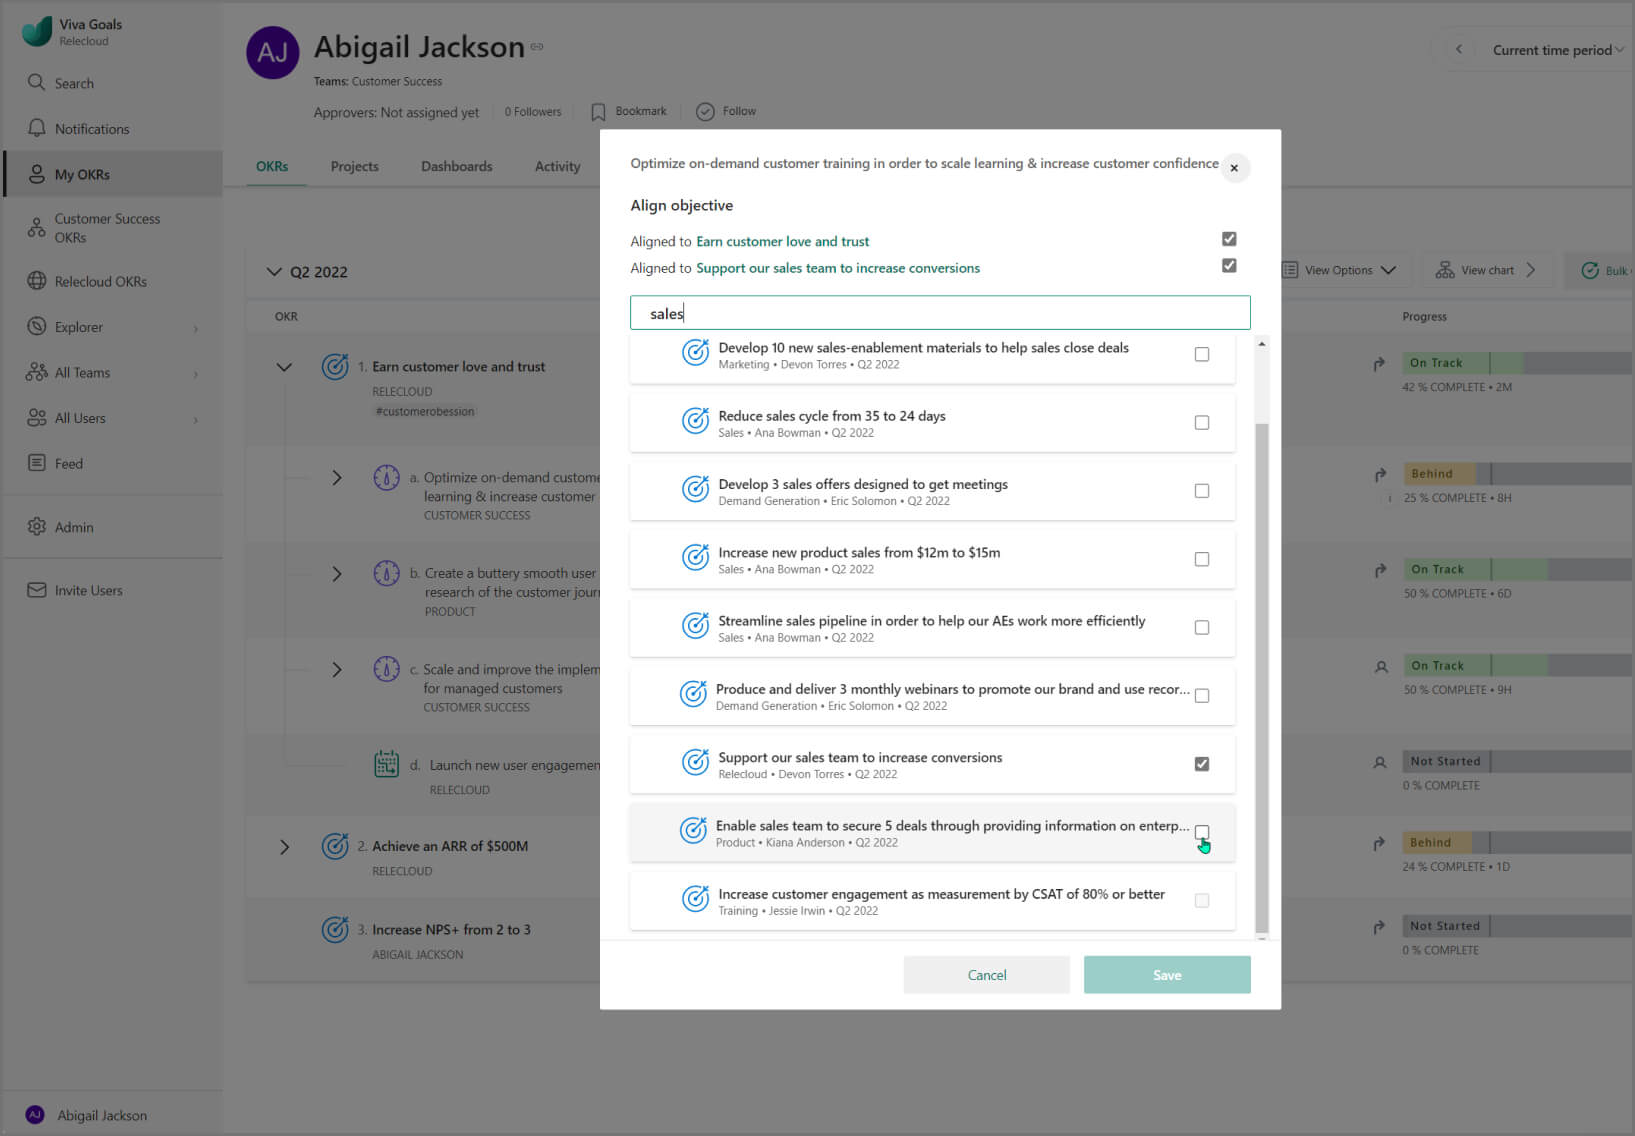 Viva Goals
Relecloud
Search
Notifications
My OKRs
Customer Success
OKRs
Relecloud OKRs
Explorer
All Teams
All Users
Feed
Admin
Invite Users
AJ
Abigail Jackson
AJ
Abigail Jackson
Teams: Customer Success
Approvers: Not assigned yet
0 Followers
Bookmark
Follow
Current time period
OKRs
Projects
Dashboards
Activity
Q2 2022
View Options
View chart
Bulk
OKR
Progress
1. Earn customer love and trust
RELECLOUD
#customerobession
On Track
42 % COMPLETE • 2M
a. Optimize on-demand custome
learning & increase customer
CUSTOMER SUCCESS
Behind
25 % COMPLETE • 8H
b. Create a buttery smooth user
research of the customer jour
PRODUCT
On Track
50 % COMPLETE • 6D
c. Scale and improve the implem
for managed customers
CUSTOMER SUCCESS
On Track
50 % COMPLETE • 9H
d. Launch new user engagemen
RELECLOUD
Not Started
0 % COMPLETE
2. Achieve an ARR of $500M
RELECLOUD
Behind
24 % COMPLETE • 1D
3. Increase NPS+ from 2 to 3
ABIGAIL JACKSON
Not Started
0 % COMPLETE
Optimize on-demand customer training in order to scale learning & increase customer confidence
Align objective
Aligned to Earn customer love and trust
Aligned to Support our sales team to increase conversions
sales
Develop 10 new sales-enablement materials to help sales close deals
Marketing • Devon Torres • Q2 2022
Reduce sales cycle from 35 to 24 days
Sales • Ana Bowman • Q2 2022
Develop 3 sales offers designed to get meetings
Demand Generation • Eric Solomon • Q2 2022
Increase new product sales from $12m to $15m
Sales • Ana Bowman • Q2 2022
Streamline sales pipeline in order to help our AEs work more efficiently
Sales • Ana Bowman • Q2 2022
Produce and deliver 3 monthly webinars to promote our brand and use recor...
Demand Generation • Eric Solomon • Q2 2022
Support our sales team to increase conversions
Relecloud • Devon Torres • Q2 2022
Enable sales team to secure 5 deals through providing information on enterp...
Product • Kiana Anderson • Q2 2022
Increase customer engagement as measurement by CSAT of 80% or better
Training • Jessie Irwin • Q2 2022
Cancel
Save